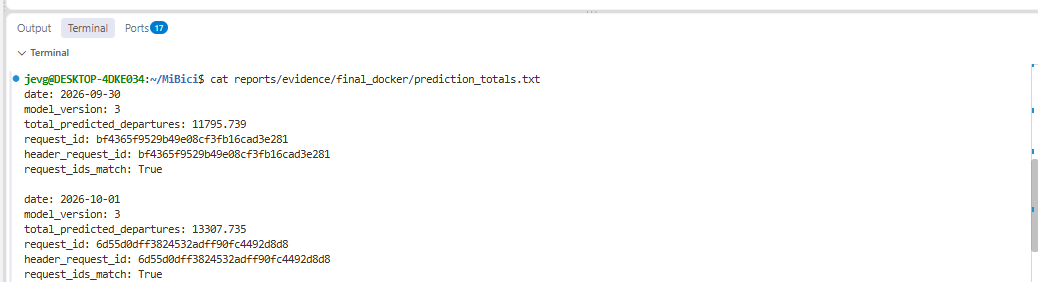 Output Terminal Ports 17
Terminal
jevg@DESKTOP-4DKE034:~/MiBici$ cat reports/evidence/final_docker/prediction_totals.txt
date: 2026-09-30
model_version: 3
total_predicted_departures: 11795.739
request_id: bf4365f9529b49e08cf3fb16cad3e281
header_request_id: bf4365f9529b49e08cf3fb16cad3e281
request_ids_match: True
date: 2026-10-01
model_version: 3
total_predicted_departures: 13307.735
request_id: 6d55d0dff3824532adff90fc4492d8d8
header_request_id: 6d55d0dff3824532adff90fc4492d8d8
request_ids_match: True